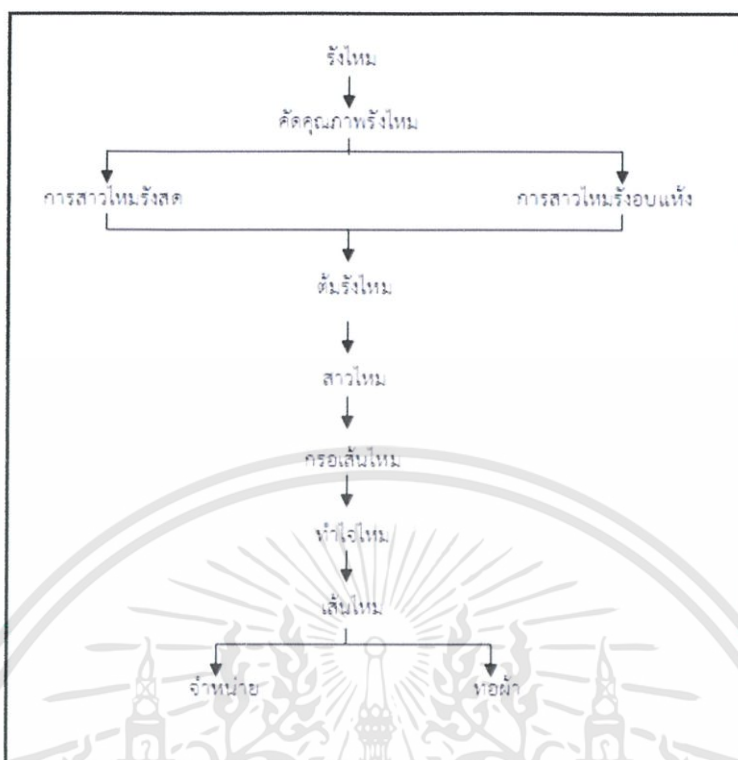 รังไหม
คัดคุณภาพรังไหม
การสาวไหมรังสด การสาวไหมรังอบแห้ง
ต้มรังไหม
สาวไหม
กรอเส้นไหม
ทำไจไหม
เส้นไหม
จำหน่าย ทอผ้า